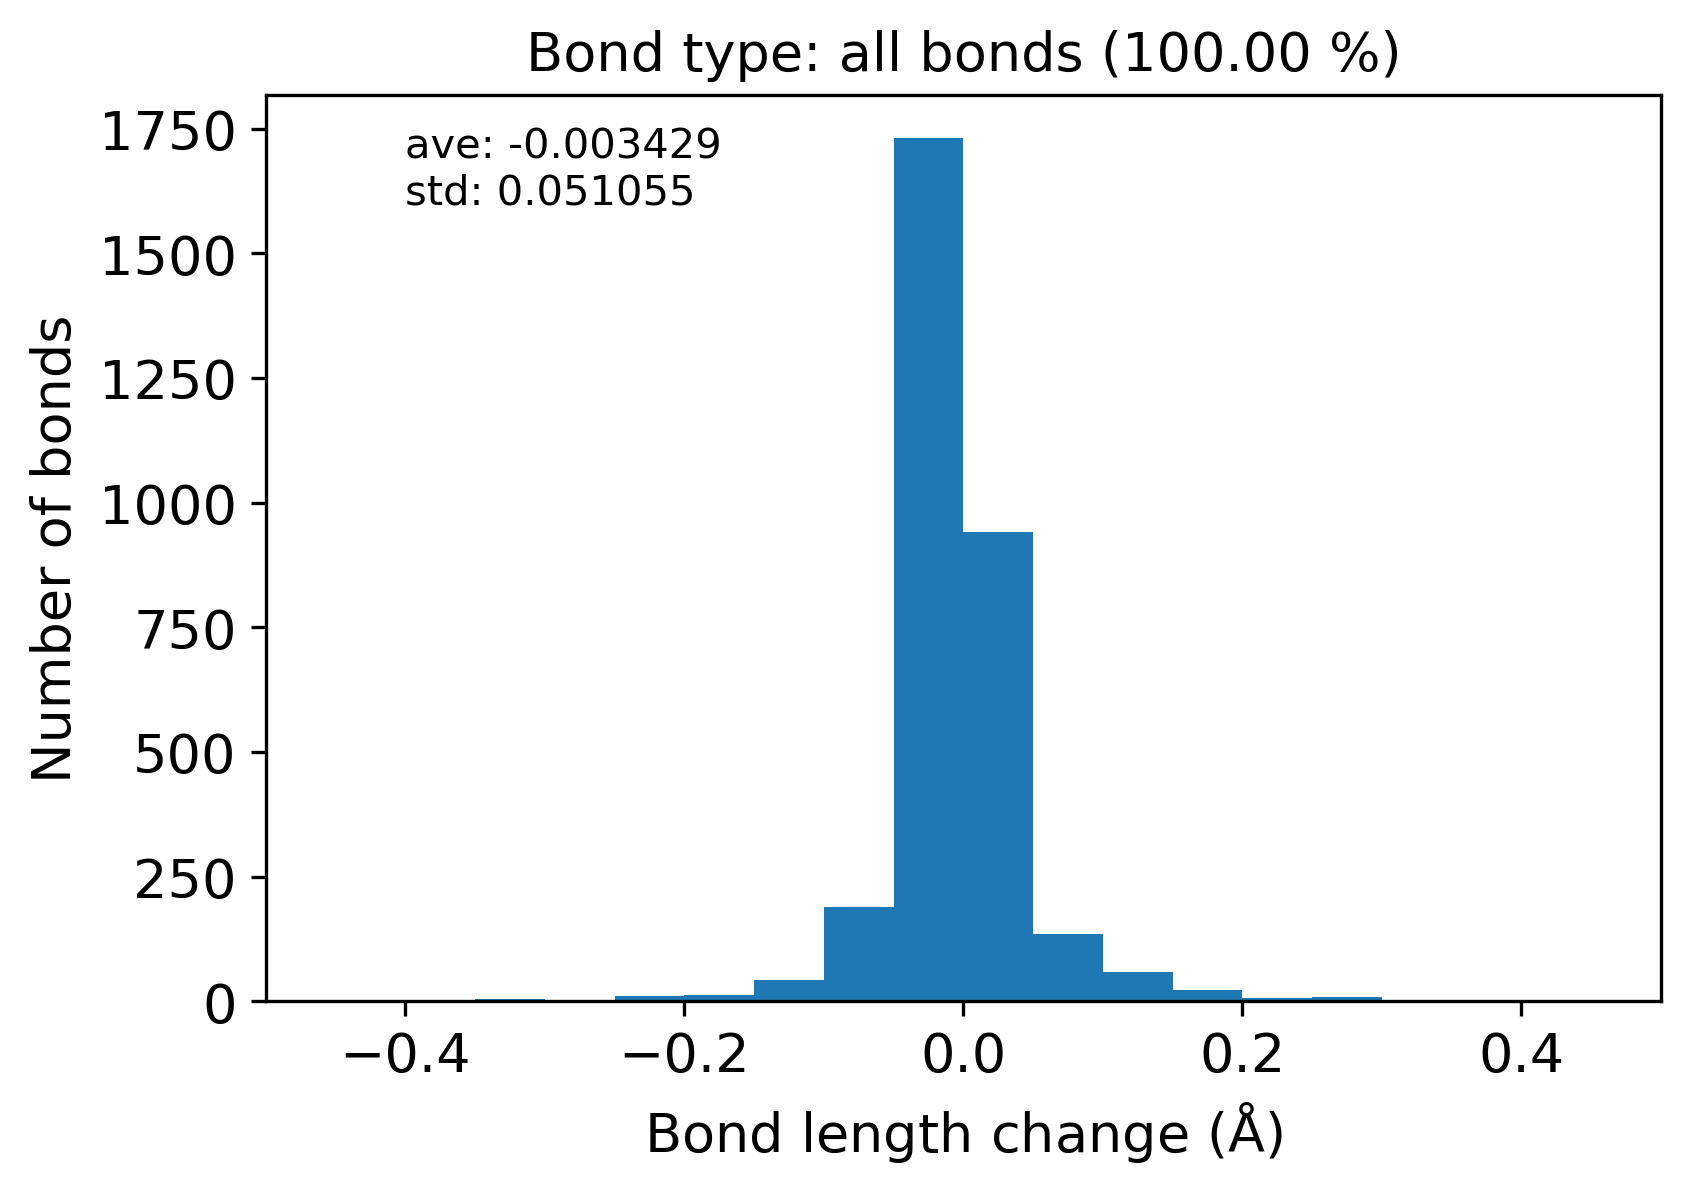 Bond type: all bonds (100.00 %)
ave: -0.003429
std: 0.051055
1750
1500
1250
1000
750
500
250
0
Number of bonds
−0.4
−0.2
0.0
0.2
0.4
Bond length change (Å)